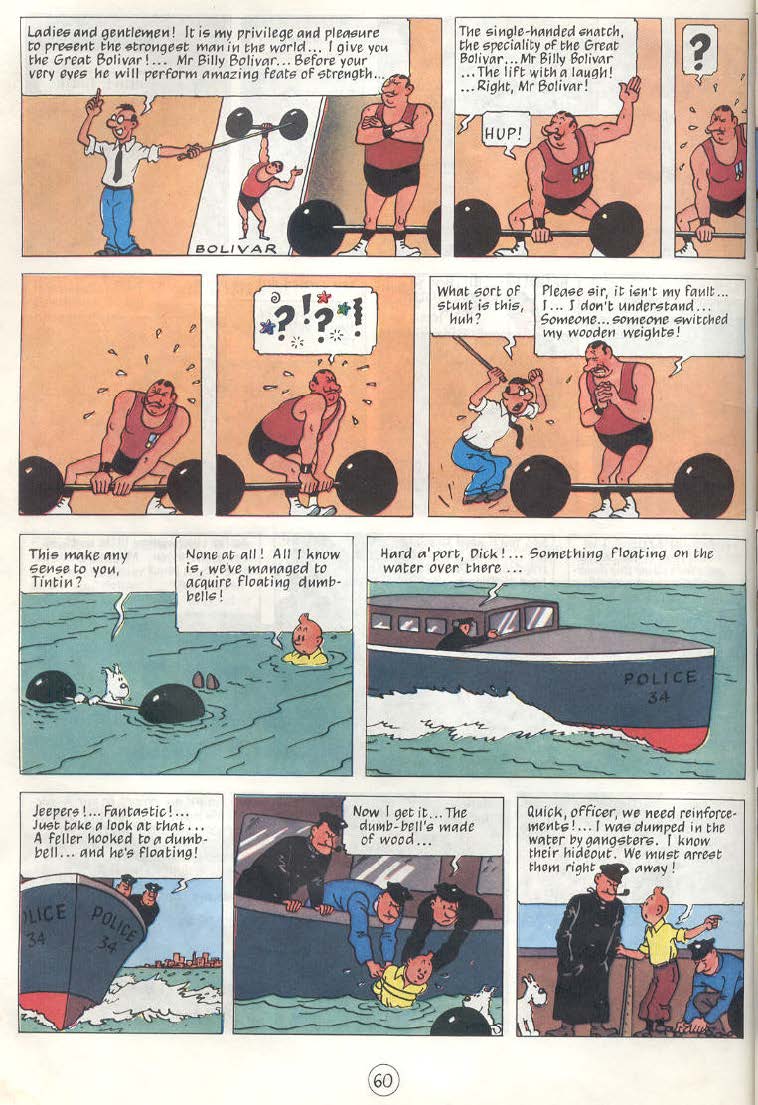 Ladies and gentlemen! It is my privilege and pleasure
to present the strongest man in the world... I give you
the Great Bolivar!... Mr Billy Bolivar... Before your
very eyes he will perform amazing feats of strength...
BOLIVAR
The single-handed snatch,
the speciality of the Great
Bolivar... Mr Billy Bolivar
...The lift with a laugh!
...Right, Mr Bolivar!
HUP!
?
?!?!
What sort of
stunt is this,
huh?
Please sir, it isn't my fault...
I... I don't understand...
Someone... someone switched
my wooden weights!
This make any
sense to you,
Tintin?
None at all! All I know
is, we've managed to
acquire floating dumb-
bells!
Hard a'port, Dick!... Something floating on the
water over there...
POLICE
34
Jeepers!... Fantastic!...
Just take a look at that...
A feller hooked to a dumb-
bell... and he's floating!
OLICE
34
POLICE
34
Now I get it... The
dumb-bell's made
of wood...
Quick, officer, we need reinforce-
ments!... I was dumped in the
water by gangsters. I know
their hideout. We must arrest
them right away!
60